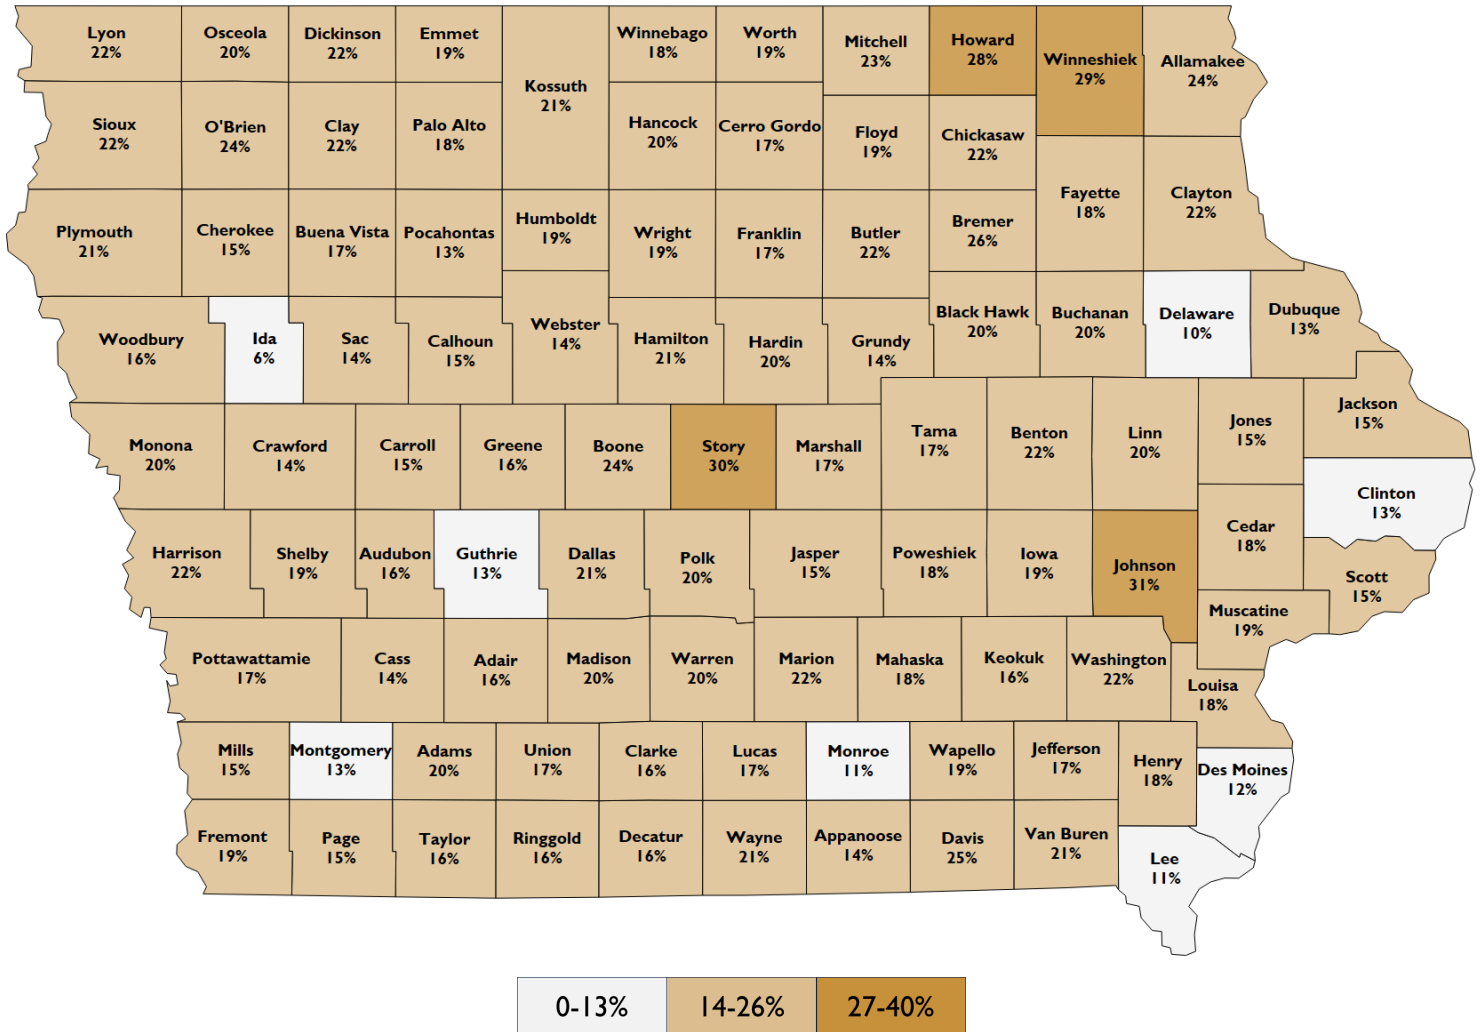 Lyon
22%
Osceola
20%
Dickinson
22%
Emmet
19%
Kossuth
21%
Winnebago
18%
Worth
19%
Mitchell
23%
Howard
28%
Winneshiek
29%
Allamakee
24%
Sioux
22%
O'Brien
24%
Clay
22%
Palo Alto
18%
Hancock
20%
Cerro Gordo
17%
Floyd
19%
Chickasaw
22%
Fayette
18%
Clayton
22%
Plymouth
21%
Cherokee
15%
Buena Vista
17%
Pocahontas
13%
Humboldt
19%
Wright
19%
Franklin
17%
Butler
22%
Bremer
26%
Woodbury
16%
Ida
6%
Sac
14%
Calhoun
15%
Webster
14%
Hamilton
21%
Hardin
20%
Grundy
14%
Black Hawk
20%
Buchanan
20%
Delaware
10%
Dubuque
13%
Monona
20%
Crawford
14%
Carroll
15%
Greene
16%
Boone
24%
Story
30%
Marshall
17%
Tama
17%
Benton
22%
Linn
20%
Jones
15%
Jackson
15%
Clinton
13%
Harrison
22%
Shelby
19%
Audubon
16%
Guthrie
13%
Dallas
21%
Polk
20%
Jasper
15%
Poweshiek
18%
Iowa
19%
Johnson
31%
Cedar
18%
Scott
15%
Muscatine
19%
Pottawattamie
17%
Cass
14%
Adair
16%
Madison
20%
Warren
20%
Marion
22%
Mahaska
18%
Keokuk
16%
Washington
22%
Louisa
18%
Mills
15%
Montgomery
13%
Adams
20%
Union
17%
Clarke
16%
Lucas
17%
Monroe
11%
Wapello
19%
Jefferson
17%
Henry
18%
Des Moines
12%
Fremont
19%
Page
15%
Taylor
16%
Ringgold
16%
Decatur
16%
Wayne
21%
Appanoose
14%
Davis
25%
Van Buren
21%
Lee
11%
0-13%
14-26%
27-40%